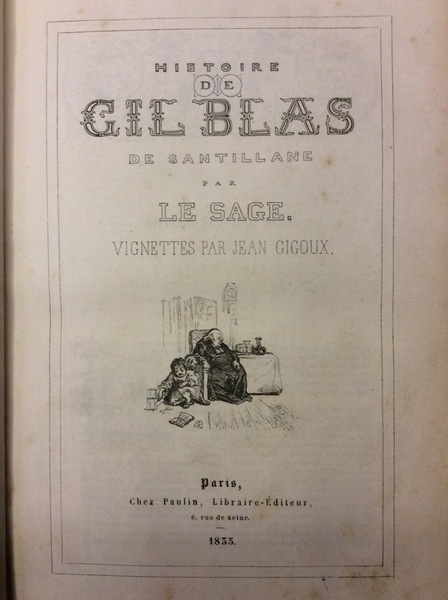 HISTOIRE
DE
GIL BLAS
DE SANTILLANE
PAR
LE SAGE.
VIGNETTES PAR JEAN GIGOUX.
Paris,
Chez Paulin, Libraire-Éditeur,
6, rue de seine.
1835.